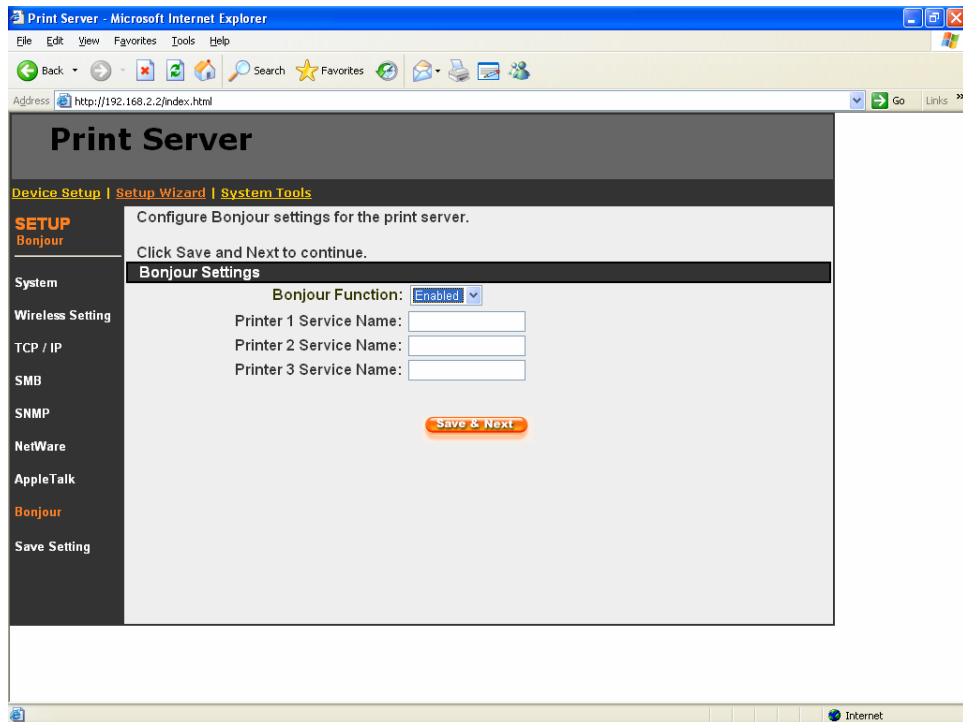 Print Server - Microsoft Internet Explorer
File Edit View Favorites Tools Help
Back Search Favorites
Address http://192.168.2.2/index.html Go Links »
Print Server
Device Setup | Setup Wizard | System Tools
SETUP
Bonjour
System
Wireless Setting
TCP / IP
SMB
SNMP
NetWare
AppleTalk
Bonjour
Save Setting
Configure Bonjour settings for the print server.
Click Save and Next to continue.
Bonjour Settings
Bonjour Function: Enabled
Printer 1 Service Name:
Printer 2 Service Name:
Printer 3 Service Name:
Save & Next
Internet